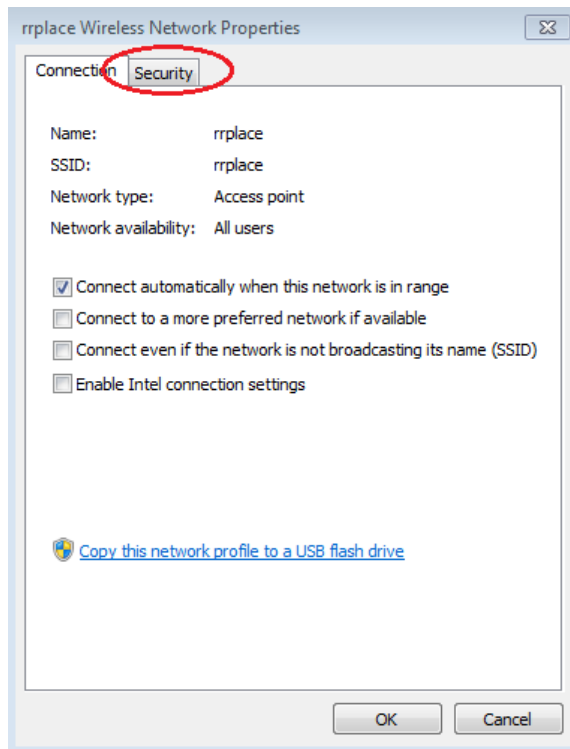 rrplace Wireless Network Properties
Connection Security
Name: rrplace
SSID: rrplace
Network type: Access point
Network availability: All users
Connect automatically when this network is in range
Connect to a more preferred network if available
Connect even if the network is not broadcasting its name (SSID)
Enable Intel connection settings
Copy this network profile to a USB flash drive
OK Cancel